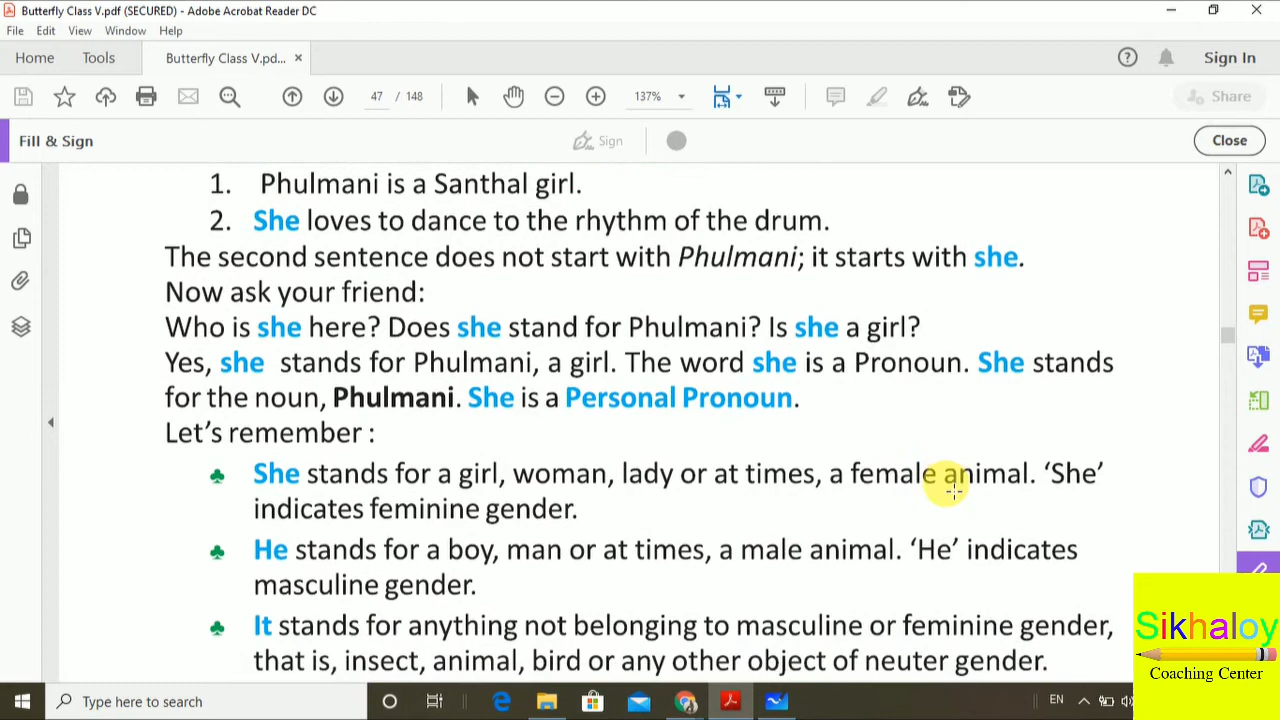 Butterfly Class V.pdf (SECURED) - Adobe Acrobat Reader DC
File Edit View Window Help
Home Tools Butterfly Class V.pd... × Sign In
47 / 148 137% Share
Fill & Sign Sign Close
1. Phulmani is a Santhal girl.
2. She loves to dance to the rhythm of the drum.
The second sentence does not start with Phulmani; it starts with she.
Now ask your friend:
Who is she here? Does she stand for Phulmani? Is she a girl?
Yes, she stands for Phulmani, a girl. The word she is a Pronoun. She stands
for the noun, Phulmani. She is a Personal Pronoun.
Let's remember :
She stands for a girl, woman, lady or at times, a female animal. ‘She’
indicates feminine gender.
He stands for a boy, man or at times, a male animal. ‘He’ indicates
masculine gender.
It stands for anything not belonging to masculine or feminine gender,
that is, insect, animal, bird or any other object of neuter gender.
Sikhaloy
Coaching Center
Type here to search EN